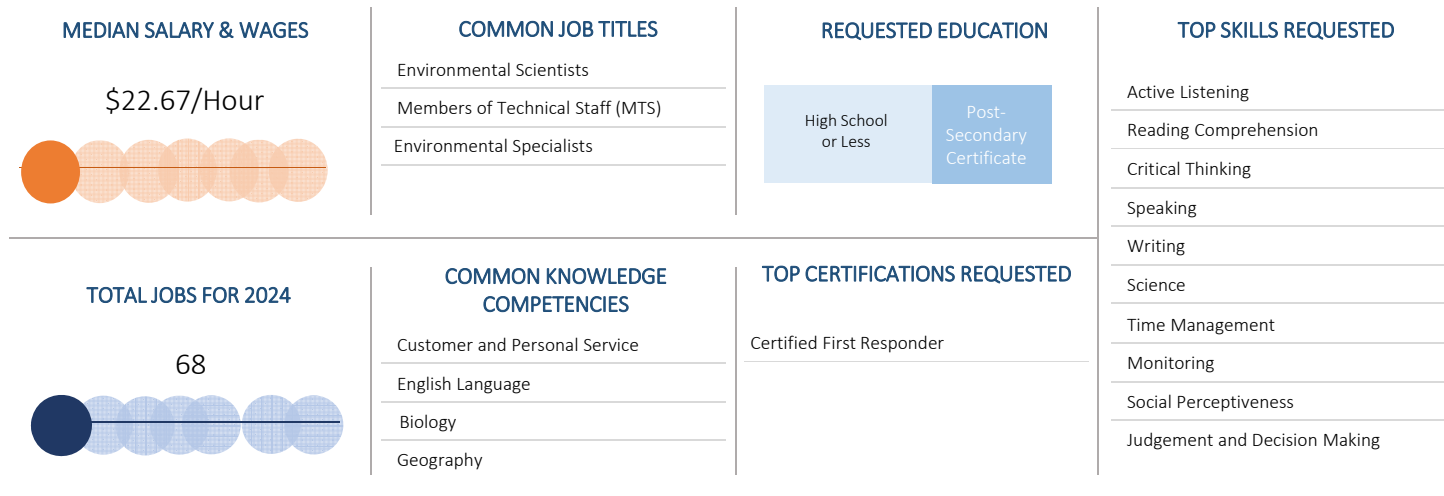 MEDIAN SALARY & WAGES
$22.67/Hour
COMMON JOB TITLES
Environmental Scientists
Members of Technical Staff (MTS)
Environmental Specialists
REQUESTED EDUCATION
High School
or Less
Post-
Secondary
Certificate
TOP SKILLS REQUESTED
Active Listening
Reading Comprehension
Critical Thinking
Speaking
Writing
Science
Time Management
Monitoring
Social Perceptiveness
Judgement and Decision Making
TOTAL JOBS FOR 2024
68
COMMON KNOWLEDGE
COMPETENCIES
Customer and Personal Service
English Language
Biology
Geography
TOP CERTIFICATIONS REQUESTED
Certified First Responder